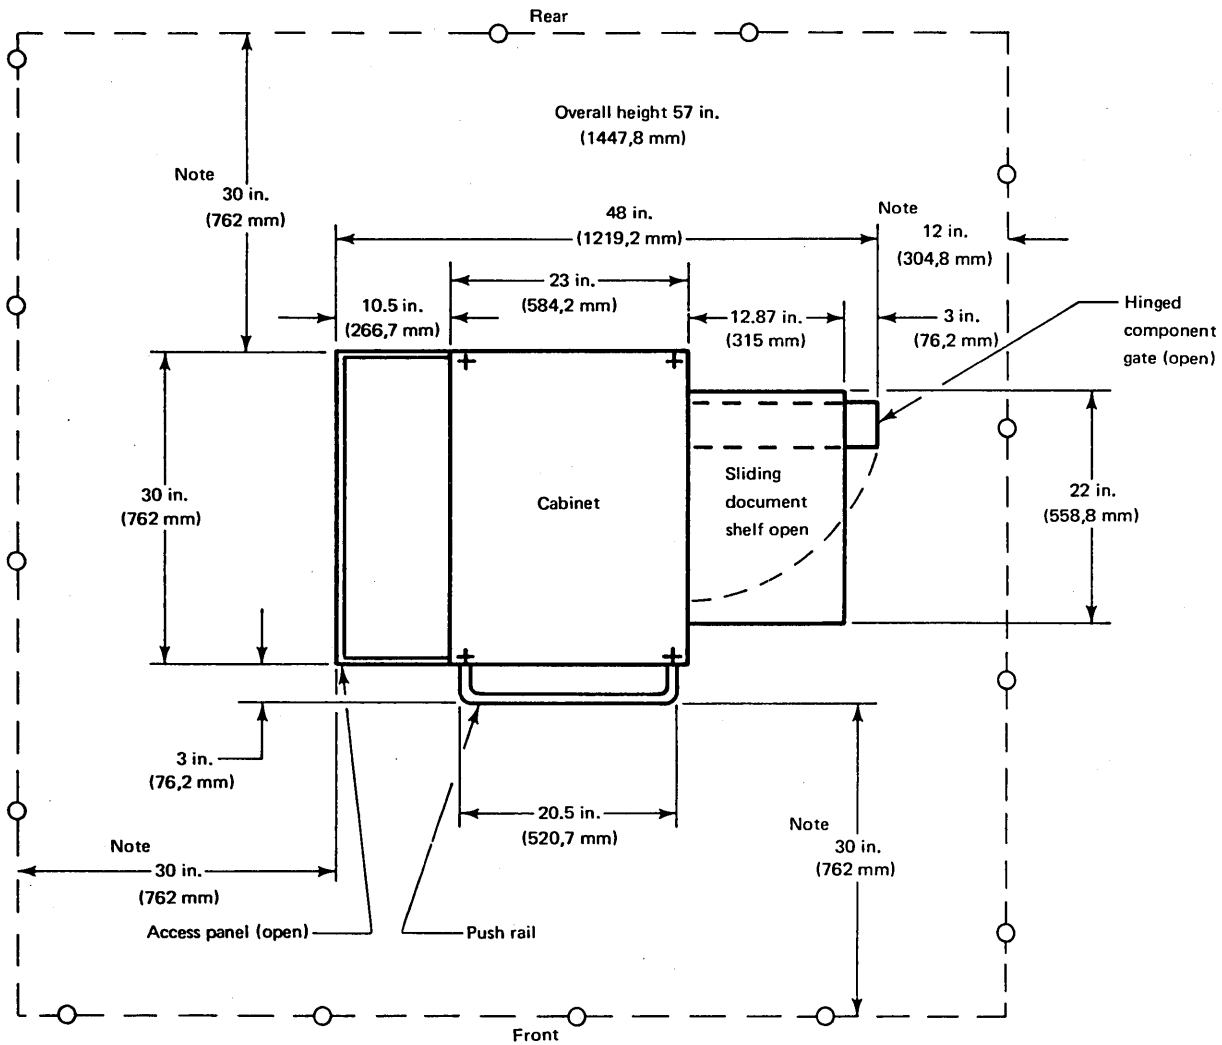 Rear
Overall height 57 in.
(1447,8 mm)
Note
30 in.
(762 mm)
48 in.
(1219,2 mm)
Note
12 in.
(304,8 mm)
23 in.
(584,2 mm)
10.5 in.
(266,7 mm)
12.87 in.
(315 mm)
3 in.
(76,2 mm)
Hinged
component
gate (open)
30 in.
(762 mm)
Cabinet
Sliding
document
shelf open
22 in.
(558,8 mm)
3 in.
(76,2 mm)
20.5 in.
(520,7 mm)
Note
30 in.
(762 mm)
Note
30 in.
(762 mm)
Access panel (open)
Push rail
Front